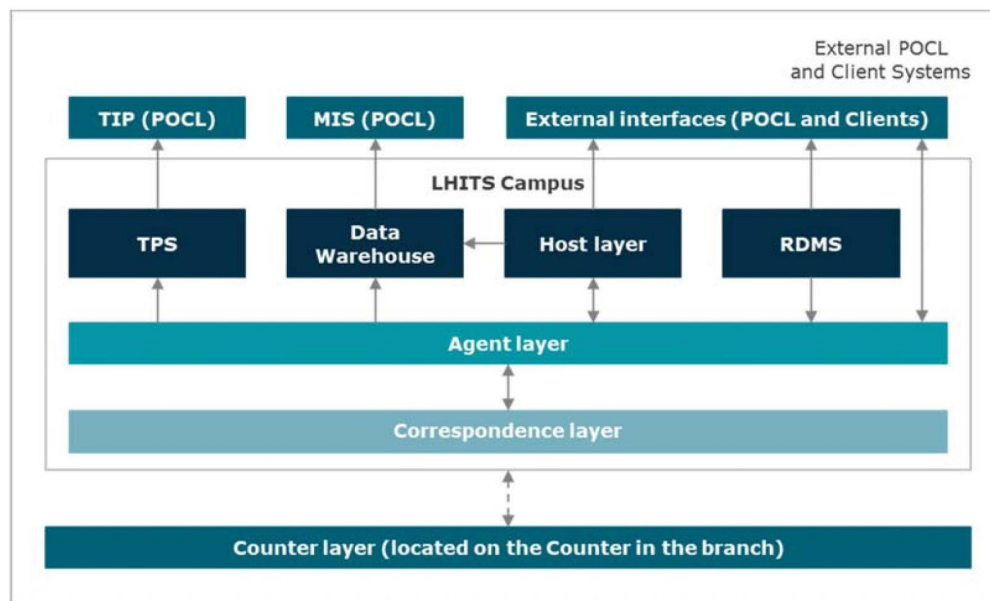 External POCL
and Client Systems
TIP (POCL)
MIS (POCL)
External interfaces (POCL and Clients)
LHITS Campus
TPS
Data
Warehouse
Host layer
RDMS
Agent layer
Correspondence layer
Counter layer (located on the Counter in the branch)